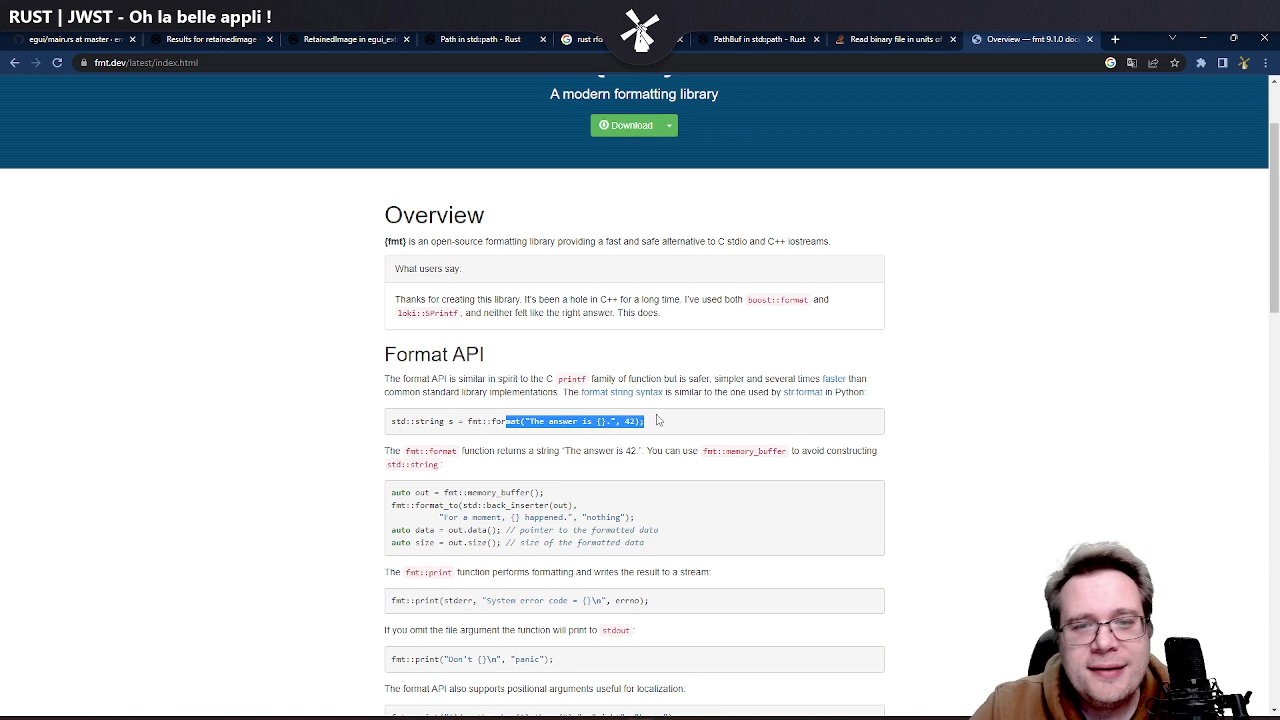 RUST | JWST - Oh la belle appli !
egui/main.rs at master · em
Results for retainedimage
RetainedImage in egui_ext
Path in std::path - Rust
rust rfo
PathBuf in std::path - Rust
Read binary file in units of
Overview — fmt 9.1.0 doc
fmt.dev/latest/index.html
A modern formatting library
Download
Overview
{fmt} is an open-source formatting library providing a fast and safe alternative to C stdio and C++ iostreams.
What users say:
Thanks for creating this library. It's been a hole in C++ for a long time. I've used both boost::format and
loki::SPrintf, and neither felt like the right answer. This does.
Format API
The format API is similar in spirit to the C printf family of function but is safer, simpler and several times faster than
common standard library implementations. The format string syntax is similar to the one used by str.format in Python:
std::string s = fmt::format("The answer is {}.", 42);
The fmt::format function returns a string “The answer is 42.”. You can use fmt::memory_buffer to avoid constructing
std::string:
auto out = fmt::memory_buffer();
fmt::format_to(std::back_inserter(out),
"For a moment, {} happened.", "nothing");
auto data = out.data(); // pointer to the formatted data
auto size = out.size(); // size of the formatted data
The fmt::print function performs formatting and writes the result to a stream:
fmt::print(stderr, "System error code = {}\n", errno);
If you omit the file argument the function will print to stdout:
fmt::print("Don't {}\n", "panic");
The format API also supports positional arguments useful for localization: